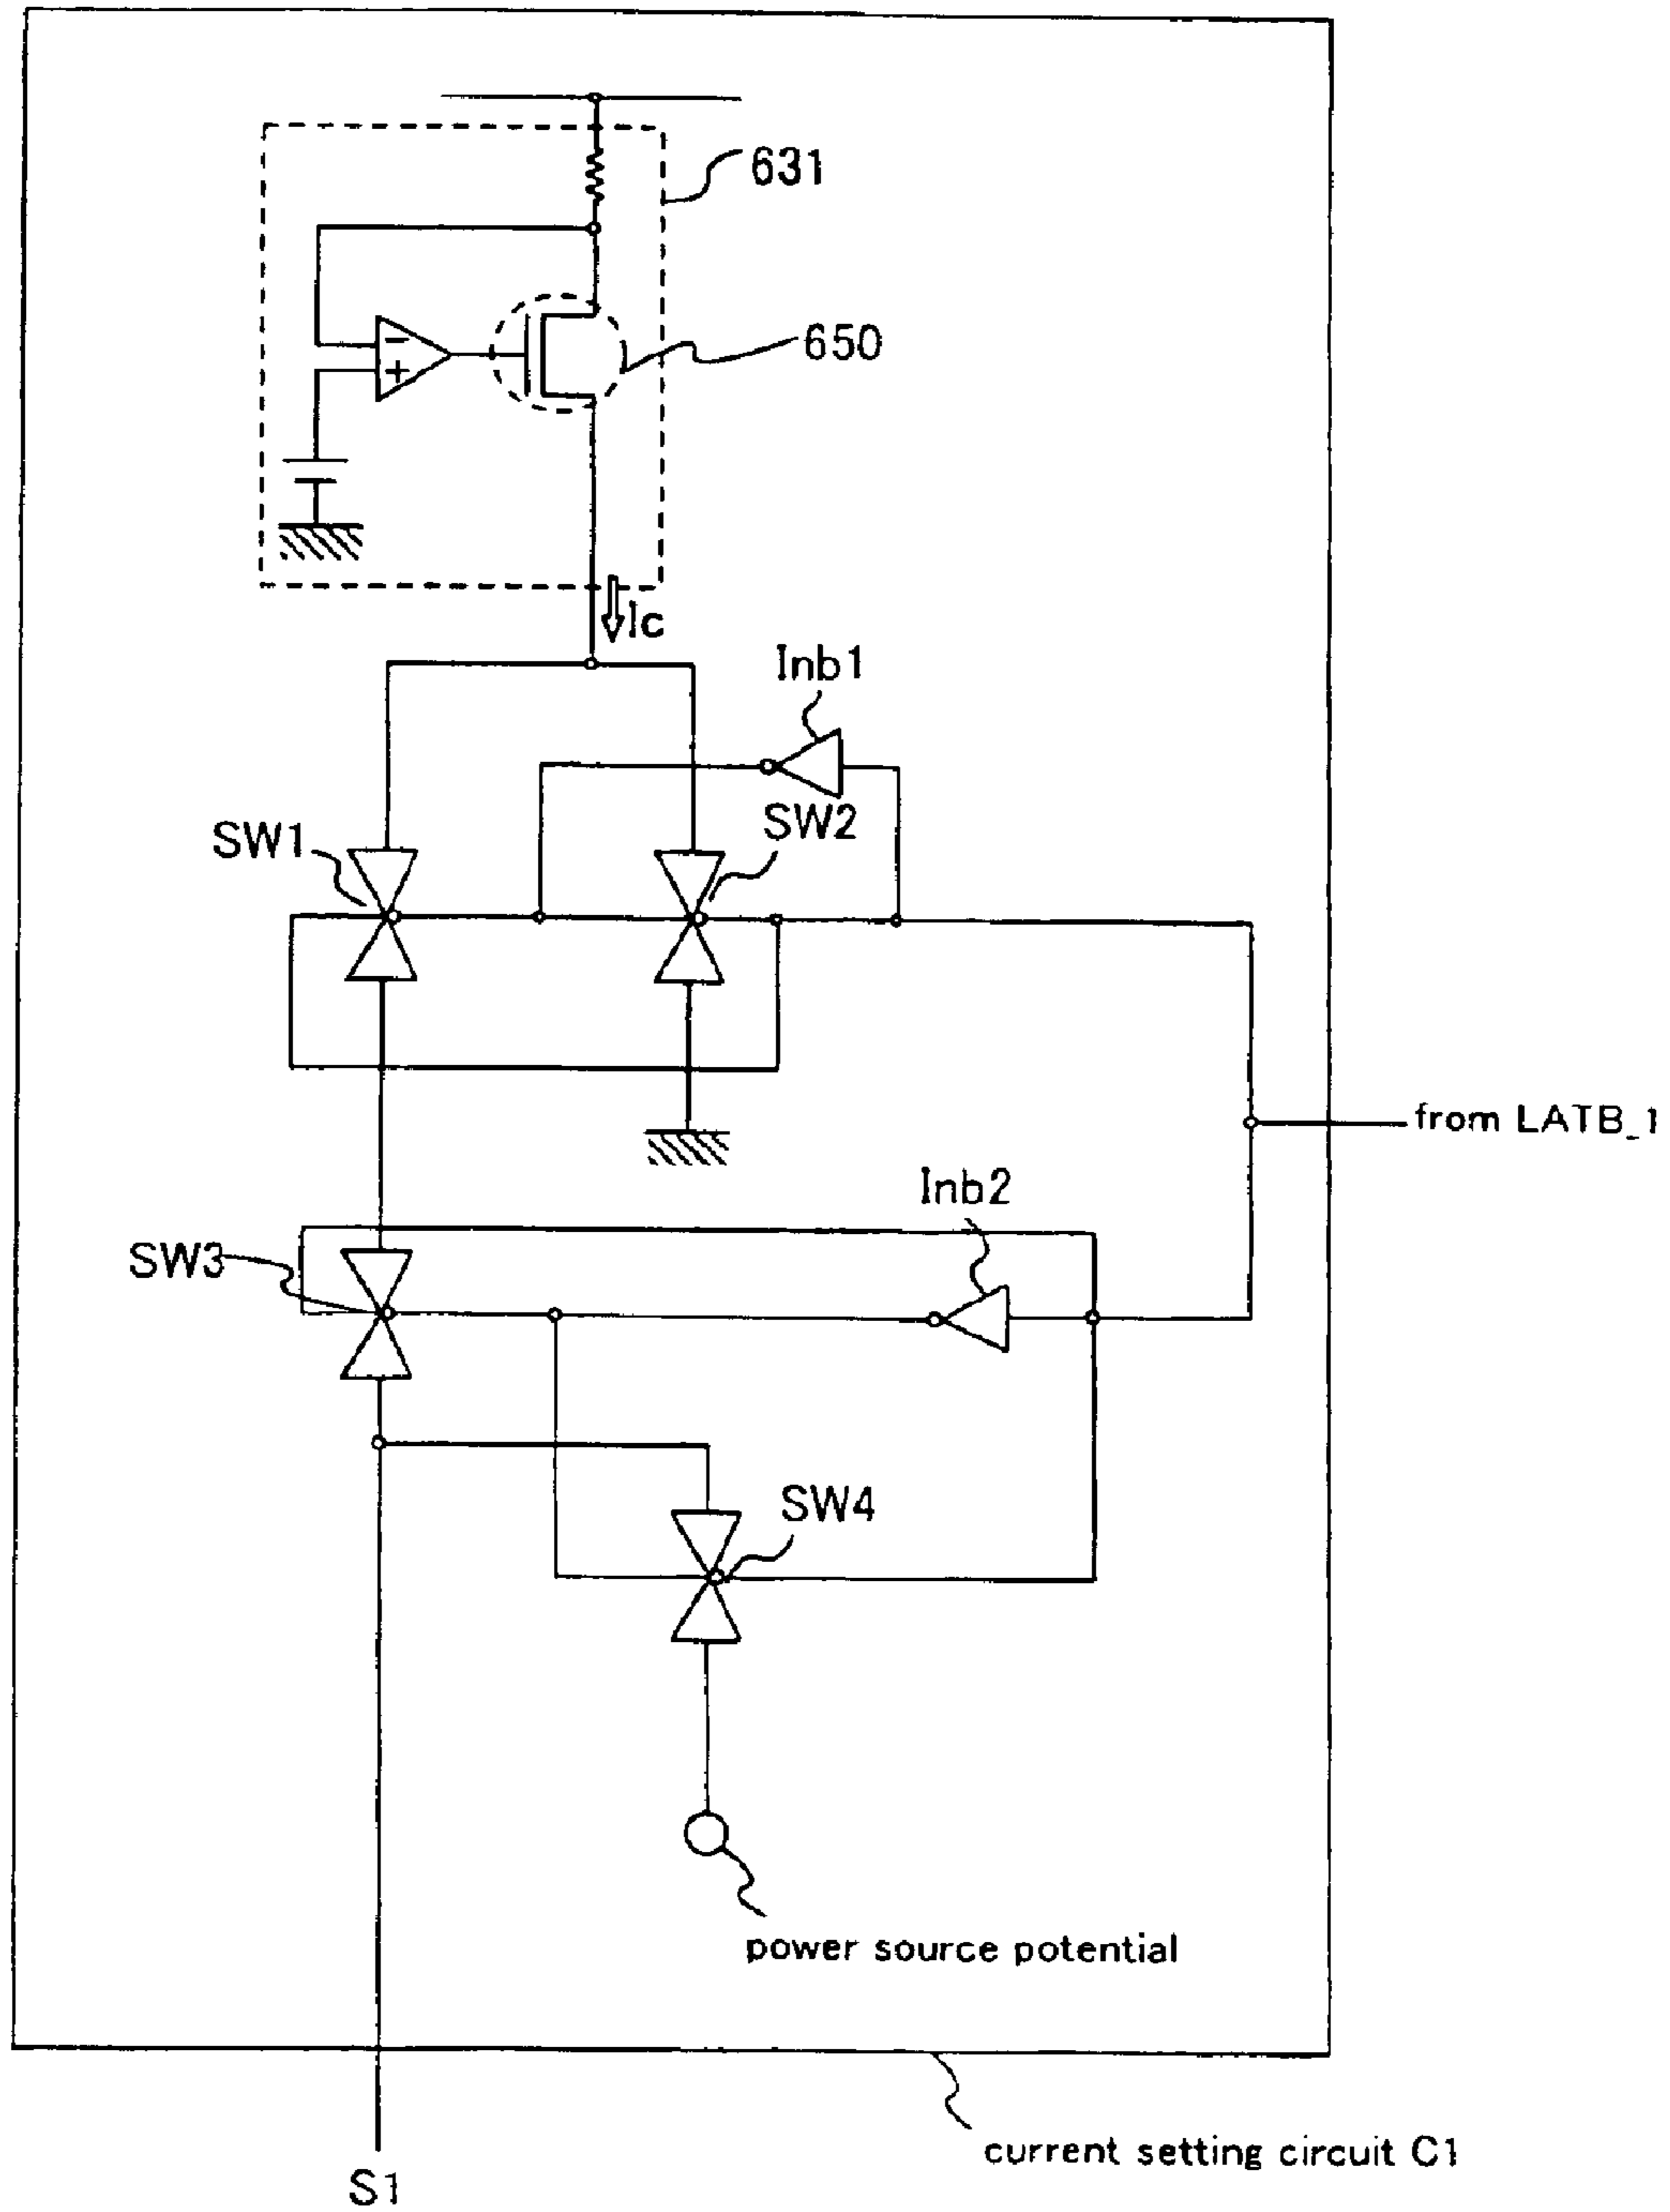 631
650
−
+
Ic
Inb1
SW2
SW1
from LATB_1
Inb2
SW3
SW4
power source potential
current setting circuit C1
S1